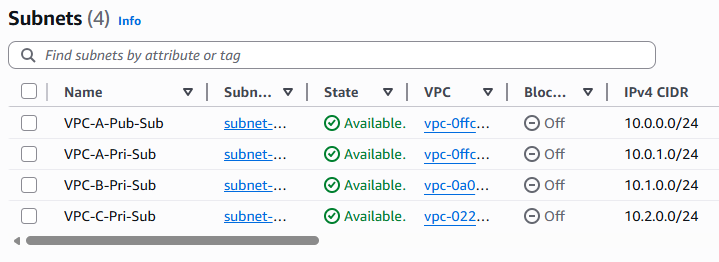 Subnets (4) Info
Find subnets by attribute or tag
Name Subn... State VPC Bloc... IPv4 CIDR
VPC-A-Pub-Sub subnet-... Available. vpc-0ffc... Off 10.0.0.0/24
VPC-A-Pri-Sub subnet-... Available. vpc-0ffc... Off 10.0.1.0/24
VPC-B-Pri-Sub subnet-... Available. vpc-0a0... Off 10.1.0.0/24
VPC-C-Pri-Sub subnet-... Available. vpc-022... Off 10.2.0.0/24